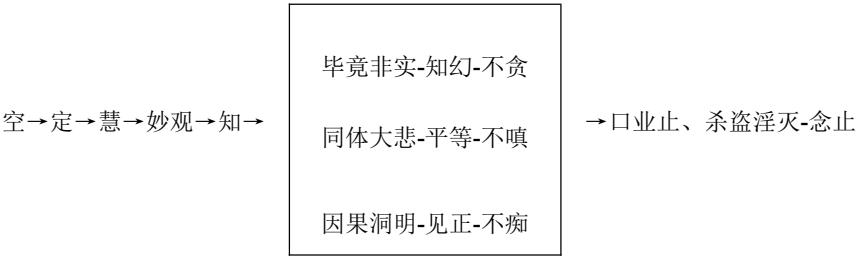 毕竟非实-知幻-不贪
空→定→慧→妙观→知→ 同体大悲-平等-不嗔 →口业止、杀盗淫灭-念止
因果洞明-见正-不痴